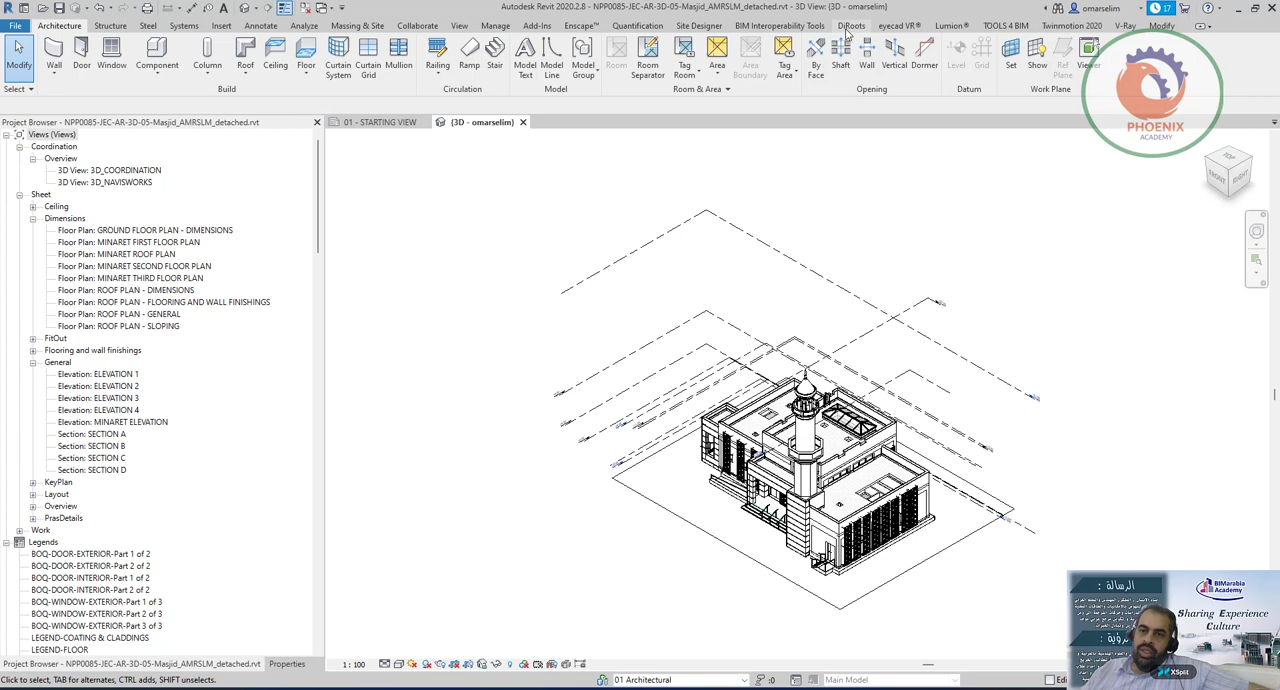 Autodesk Revit 2020.2.8 - NPP0085-JEC-AR-3D-05-Masjid_AMRSLM_detached.rvt - 3D View: {3D - omarselim}
omarselim
17
File Architecture Structure Steel Systems Insert Annotate Analyze Massing & Site Collaborate View Manage Add-Ins Enscape™ Quantification Site Designer BIM Interoperability Tools DiRoots eyecad VR® Lumion® TOOLS 4 BIM Twinmotion 2020 V-Ray Modify
Modify Wall Door Window Component Column Roof Ceiling Floor Curtain System Curtain Grid Mullion Railing Ramp Stair Model Text Model Line Model Group Room Room Separator Tag Room Area Area Boundary Tag Area By Face Shaft Wall Vertical Dormer Level Grid Set Show Ref Plane Viewer
Select Build Circulation Model Room & Area Opening Datum Work Plane
PHOENIX
ACADEMY
Project Browser - NPP0085-JEC-AR-3D-05-Masjid_AMRSLM_detached.rvt
01 - STARTING VIEW
{3D - omarselim}
Views (Views)
Coordination
Overview
3D View: 3D_COORDINATION
3D View: 3D_NAVISWORKS
Sheet
Ceiling
Dimensions
Floor Plan: GROUND FLOOR PLAN - DIMENSIONS
Floor Plan: MINARET FIRST FLOOR PLAN
Floor Plan: MINARET ROOF PLAN
Floor Plan: MINARET SECOND FLOOR PLAN
Floor Plan: MINARET THIRD FLOOR PLAN
Floor Plan: ROOF PLAN - DIMENSIONS
Floor Plan: ROOF PLAN - FLOORING AND WALL FINISHINGS
Floor Plan: ROOF PLAN - GENERAL
Floor Plan: ROOF PLAN - SLOPING
FitOut
Flooring and wall finishings
General
Elevation: ELEVATION 1
Elevation: ELEVATION 2
Elevation: ELEVATION 3
Elevation: ELEVATION 4
Elevation: MINARET ELEVATION
Section: SECTION A
Section: SECTION B
Section: SECTION C
Section: SECTION D
KeyPlan
Layout
Overview
PrasDetails
Work
Legends
BOQ-DOOR-EXTERIOR-Part 1 of 2
BOQ-DOOR-EXTERIOR-Part 2 of 2
BOQ-DOOR-INTERIOR-Part 1 of 2
BOQ-DOOR-INTERIOR-Part 2 of 2
BOQ-WINDOW-EXTERIOR-Part 1 of 3
BOQ-WINDOW-EXTERIOR-Part 2 of 3
BOQ-WINDOW-EXTERIOR-Part 3 of 3
LEGEND-COATING & CLADDINGS
LEGEND-FLOOR
TOP
FRONT
RIGHT
الرسالة :
BIMarabia
Academy
Sharing Experience
Culture
XSplit
Project Browser - NPP0085-JEC-AR-3D-05-Masjid_AMRSLM_detached.rvt Properties
1 : 100
Click to select, TAB for alternates, CTRL adds, SHIFT unselects.
01 Architectural
:0
Main Model